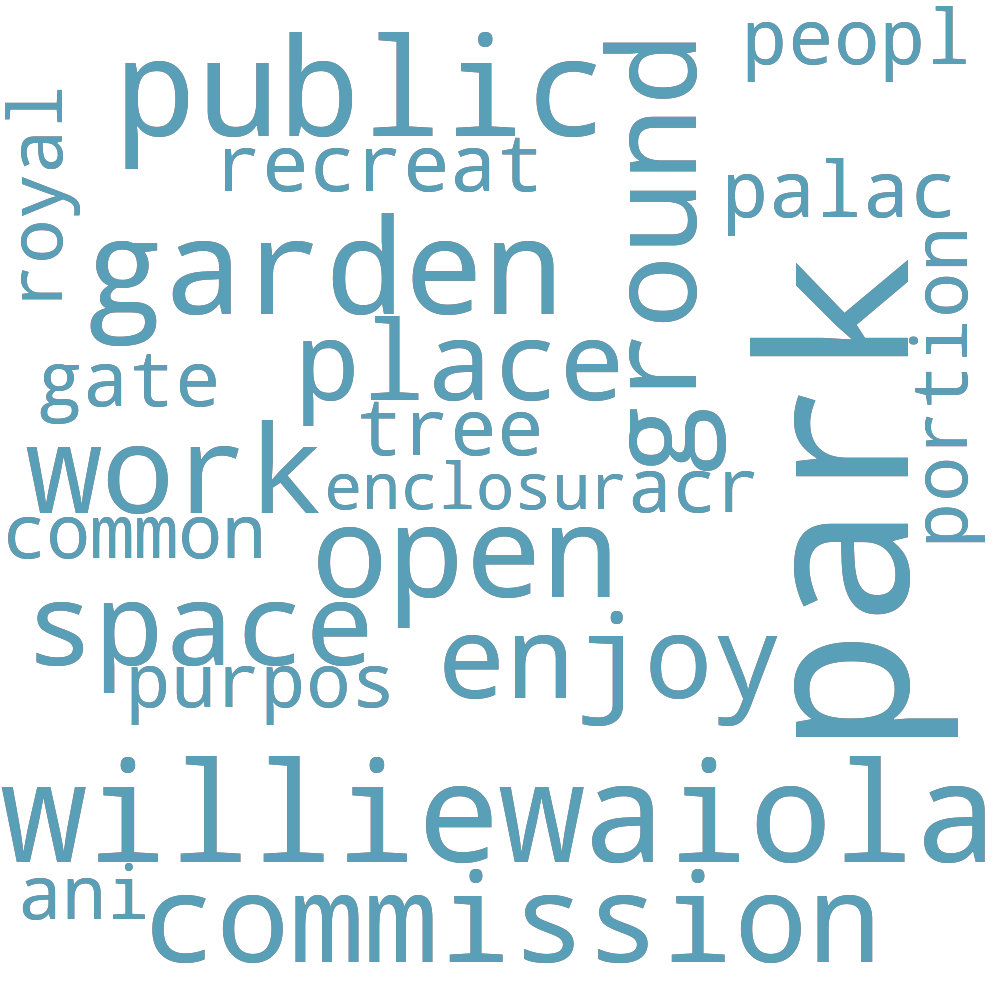 peopl
public
royal
recreat
ground
palac
garden
portion
park
place
gate
tree
work
enclosur
acr
common
open
space
enjoy
purpos
williewaiola
ani
commission